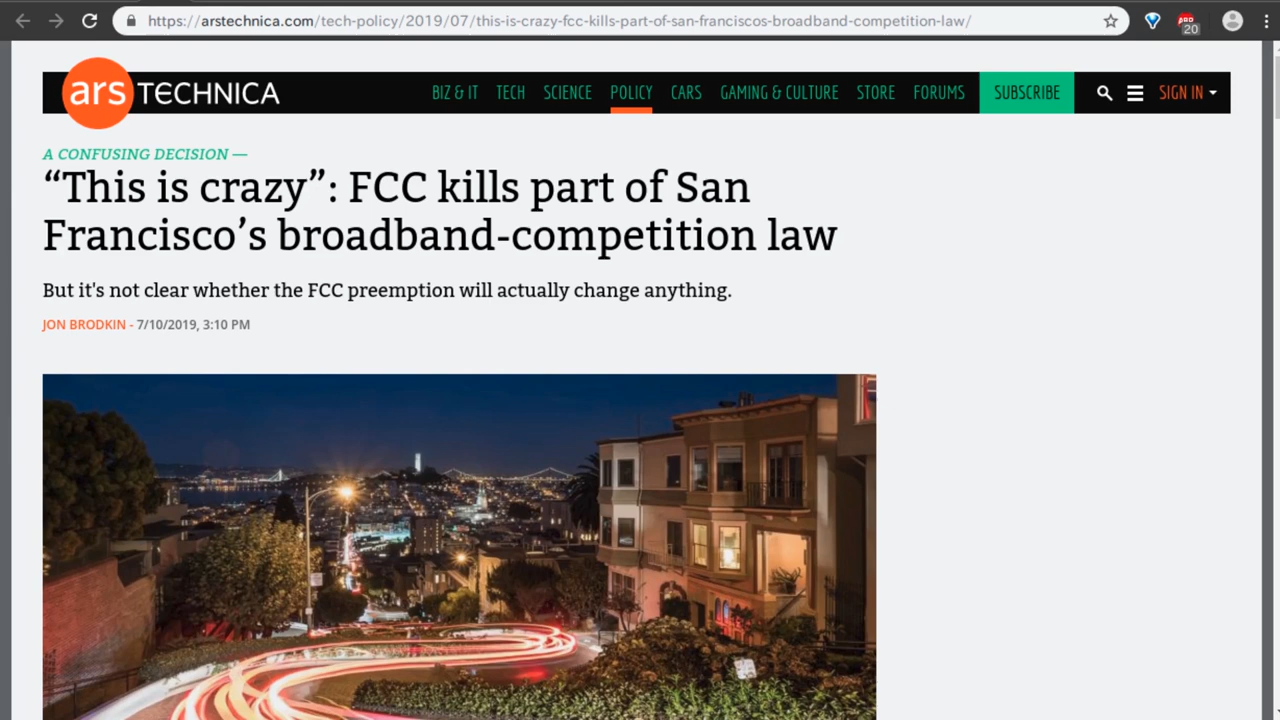 https://arstechnica.com/tech-policy/2019/07/this-is-crazy-fcc-kills-part-of-san-franciscos-broadband-competition-law/
20
ars TECHNICA
BIZ & IT TECH SCIENCE POLICY CARS GAMING & CULTURE STORE FORUMS SUBSCRIBE SIGN IN
A CONFUSING DECISION —
“This is crazy”: FCC kills part of San
Francisco’s broadband-competition law
But it's not clear whether the FCC preemption will actually change anything.
JON BRODKIN - 7/10/2019, 3:10 PM